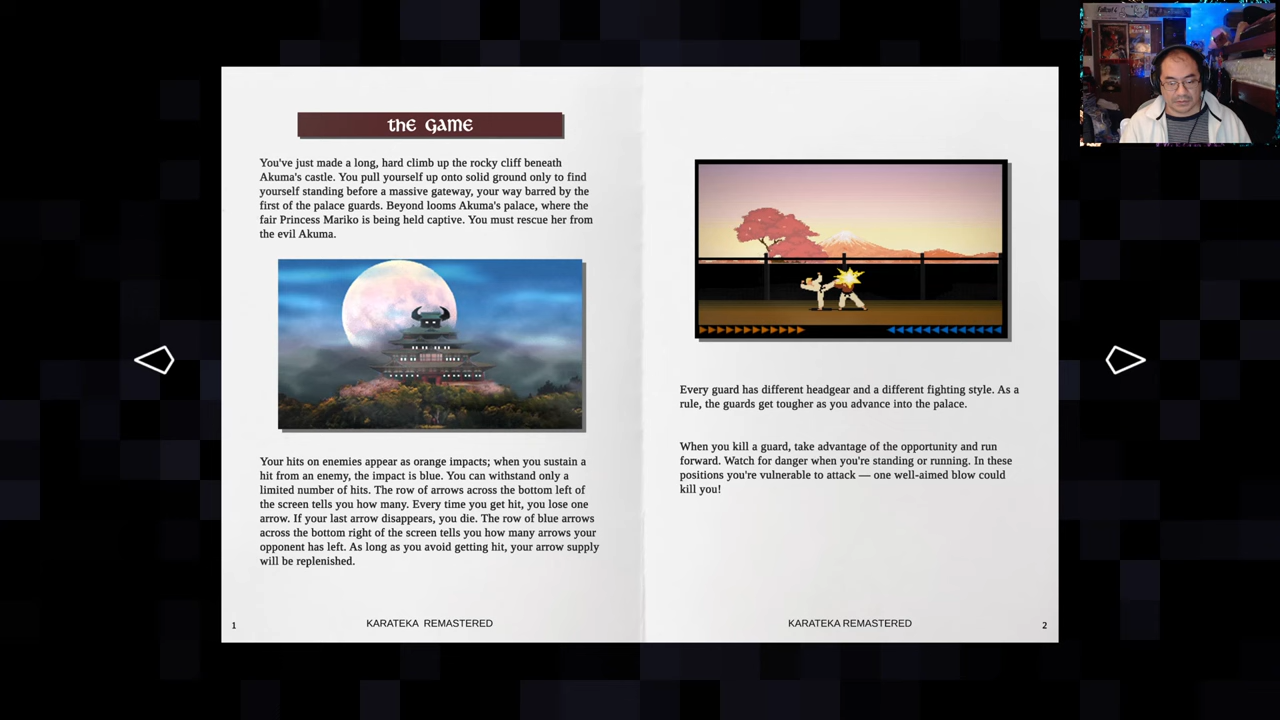 the GAME
You've just made a long, hard climb up the rocky cliff beneath
Akuma's castle. You pull yourself up onto solid ground only to find
yourself standing before a massive gateway, your way barred by the
first of the palace guards. Beyond looms Akuma's palace, where the
fair Princess Mariko is being held captive. You must rescue her from
the evil Akuma.
Your hits on enemies appear as orange impacts; when you sustain a
hit from an enemy, the impact is blue. You can withstand only a
limited number of hits. The row of arrows across the bottom left of
the screen tells you how many. Every time you get hit, you lose one
arrow. If your last arrow disappears, you die. The row of blue arrows
across the bottom right of the screen tells you how many arrows your
opponent has left. As long as you avoid getting hit, your arrow supply
will be replenished.
1
KARATEKA REMASTERED
Every guard has different headgear and a different fighting style. As a
rule, the guards get tougher as you advance into the palace.
When you kill a guard, take advantage of the opportunity and run
forward. Watch for danger when you're standing or running. In these
positions you're vulnerable to attack — one well-aimed blow could
kill you!
KARATEKA REMASTERED
2